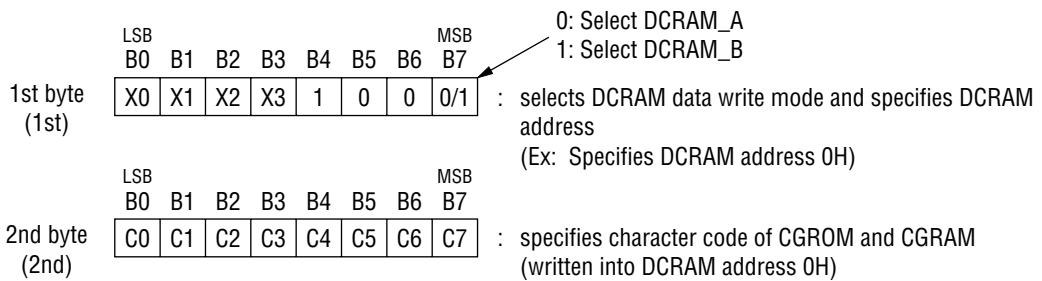 0: Select DCRAM_A
1: Select DCRAM_B
LSB MSB
B0 B1 B2 B3 B4 B5 B6 B7
1st byte (1st) X0 X1 X2 X3 1 0 0 0/1 : selects DCRAM data write mode and specifies DCRAM
address
(Ex: Specifies DCRAM address 0H)
LSB MSB
B0 B1 B2 B3 B4 B5 B6 B7
2nd byte C0 C1 C2 C3 C4 C5 C6 C7 : specifies character code of CGROM and CGRAM
(2nd) (written into DCRAM address 0H)